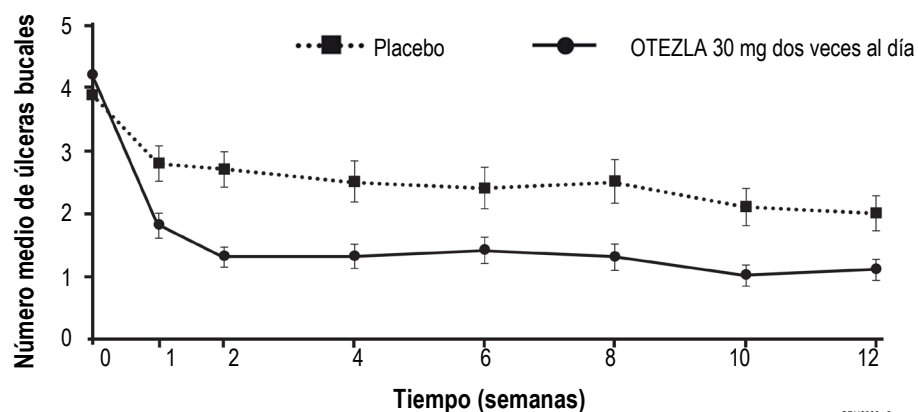 Número medio de úlceras bucales
5
4
3
2
1
0
Placebo
OTEZLA 30 mg dos veces al día
0 1 2 4 6 8 10 12
Tiempo (semanas)